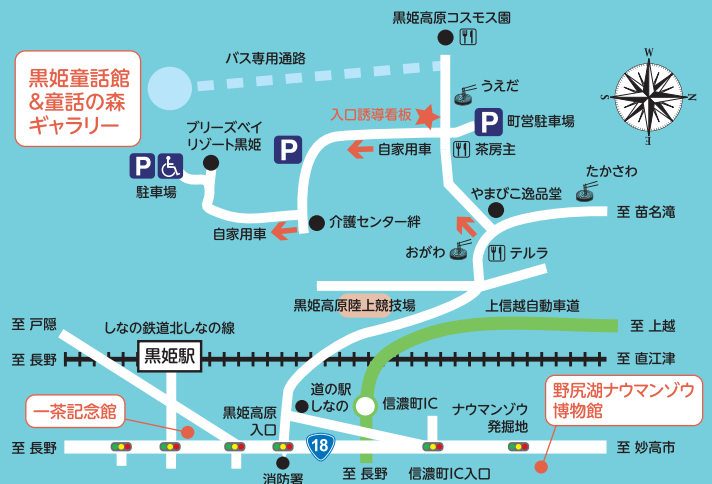 黒姫高原コスモス園
バス専用通路
W
N
S
E
黒姫童話館
&童話の森
ギャラリー
うえだ
入口誘導看板
P
町営駐車場
ブリーズベイ
リゾート黒姫
P
自家用車
茶房主
P
駐車場
たかさわ
やまびこ逸品堂
至 苗名滝
介護センター絆
自家用車
おがわ
テルラ
黒姫高原陸上競技場
上信越自動車道
至 戸隠
しなの鉄道北しなの線
至 上越
至 長野
黒姫駅
至 直江津
一茶記念館
黒姫高原
入口
道の駅
しなの
信濃町IC
ナウマンゾウ
発掘地
野尻湖ナウマンゾウ
博物館
至 長野
18
至 妙高市
消防署
至 長野
信濃町IC入口